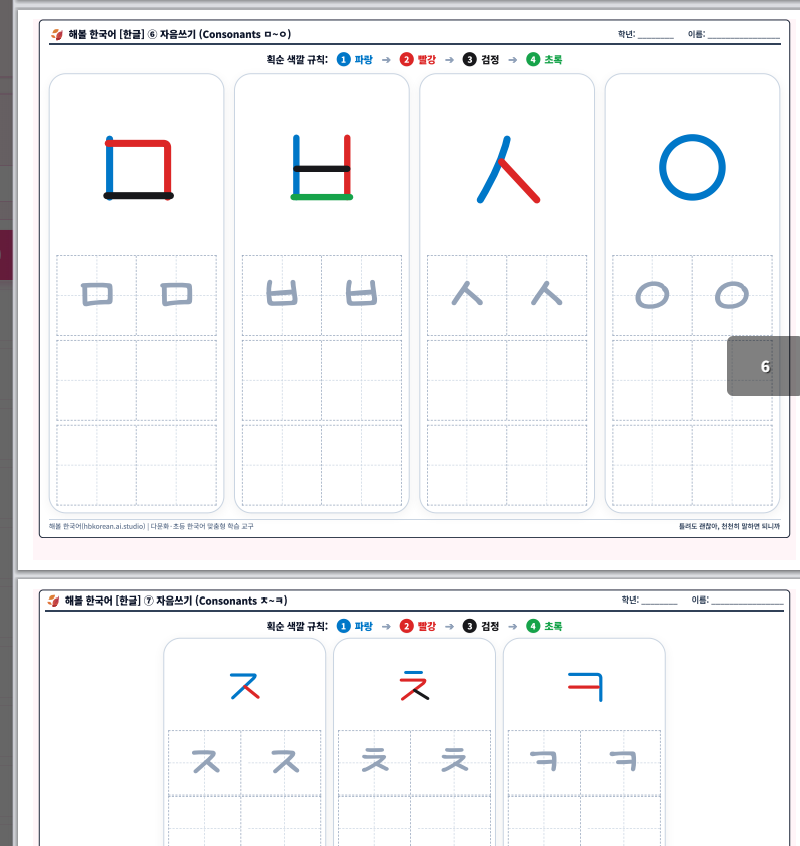 해볼 한국어 [한글] ⑥ 자음쓰기 (Consonants ㅁ~ㅇ) 학년: ________ 이름: ________________
획순 색깔 규칙: 1 파랑 → 2 빨강 → 3 검정 → 4 초록
ㅁ ㅂ ㅅ ㅇ
ㅁ ㅁ ㅂ ㅂ ㅅ ㅅ ㅇ ㅇ
6
해볼 한국어(hbkorean.ai.studio) | 다문화·초등 한국어 맞춤형 학습 교구 틀려도 괜찮아, 천천히 말하면 되니까
해볼 한국어 [한글] ⑦ 자음쓰기 (Consonants ㅈ~ㅋ) 학년: ________ 이름: ________________
획순 색깔 규칙: 1 파랑 → 2 빨강 → 3 검정 → 4 초록
ㅈ ㅊ ㅋ
ㅈ ㅈ ㅊ ㅊ ㅋ ㅋ